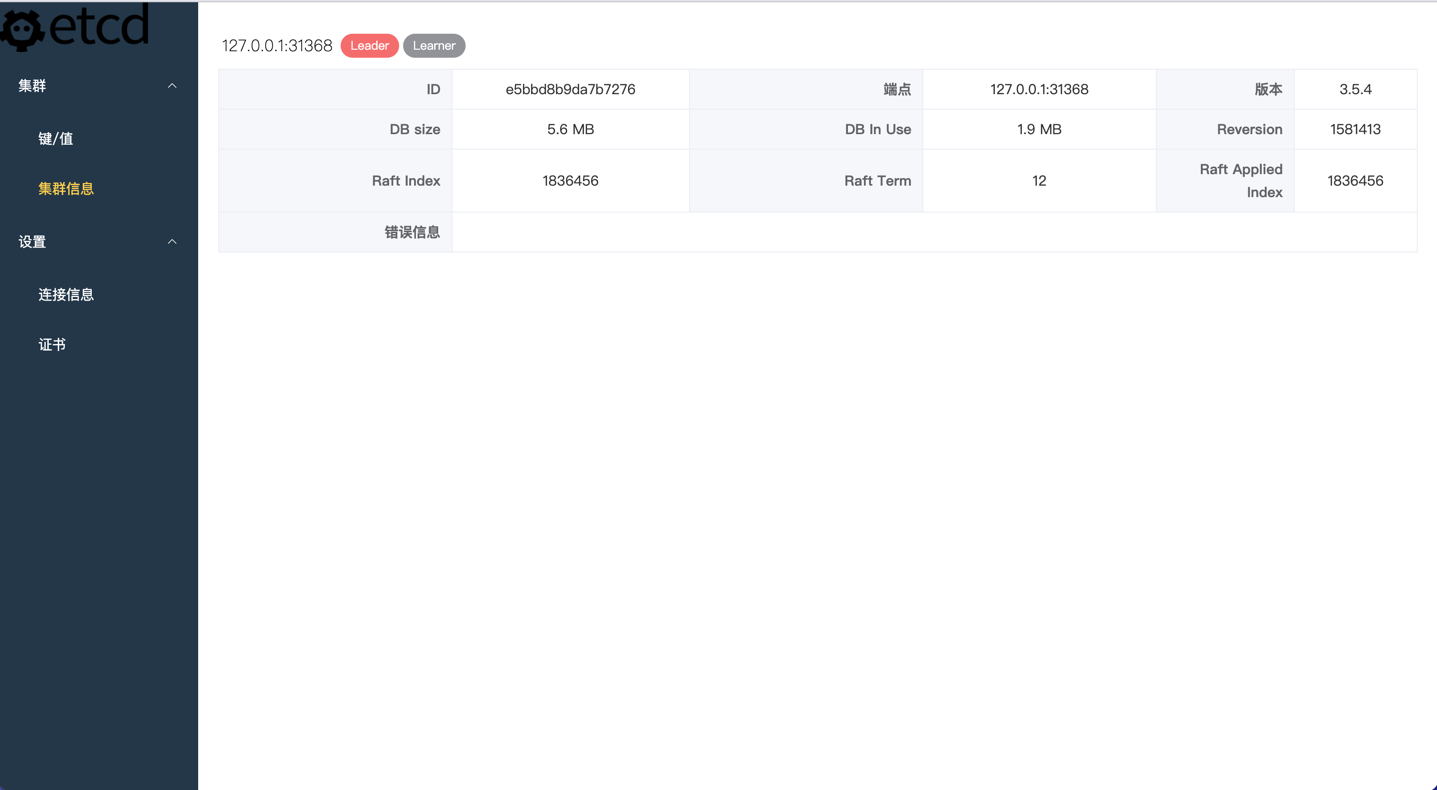 etcd
集群
键/值
集群信息
设置
连接信息
证书
127.0.0.1:31368 Leader Learner
ID e5bbd8b9da7b7276 端点 127.0.0.1:31368 版本 3.5.4
DB size 5.6 MB DB In Use 1.9 MB Reversion 1581413
Raft Index 1836456 Raft Term 12 Raft Applied Index 1836456
错误信息